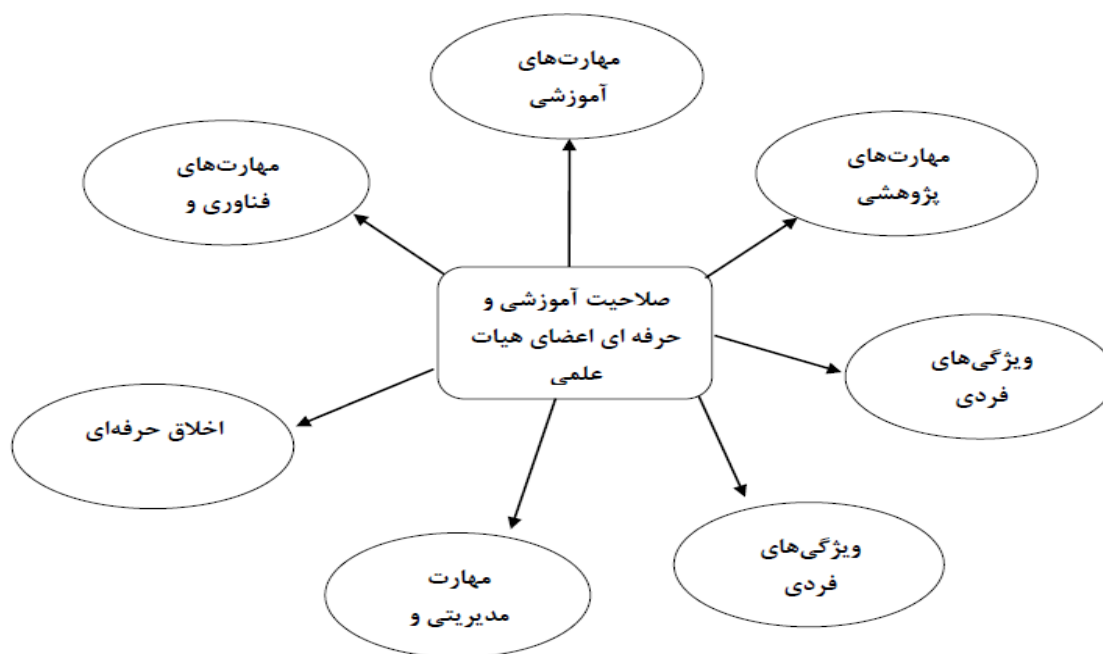 مهارت‌های
آموزشی
مهارت‌های
پژوهشی
مهارت‌های
فناوری و
صلاحیت آموزشی و
حرفه ای اعضای هیات
علمی
ویژگی‌های
فردی
اخلاق حرفه‌ای
ویژگی‌های
فردی
مهارت
مدیریتی و